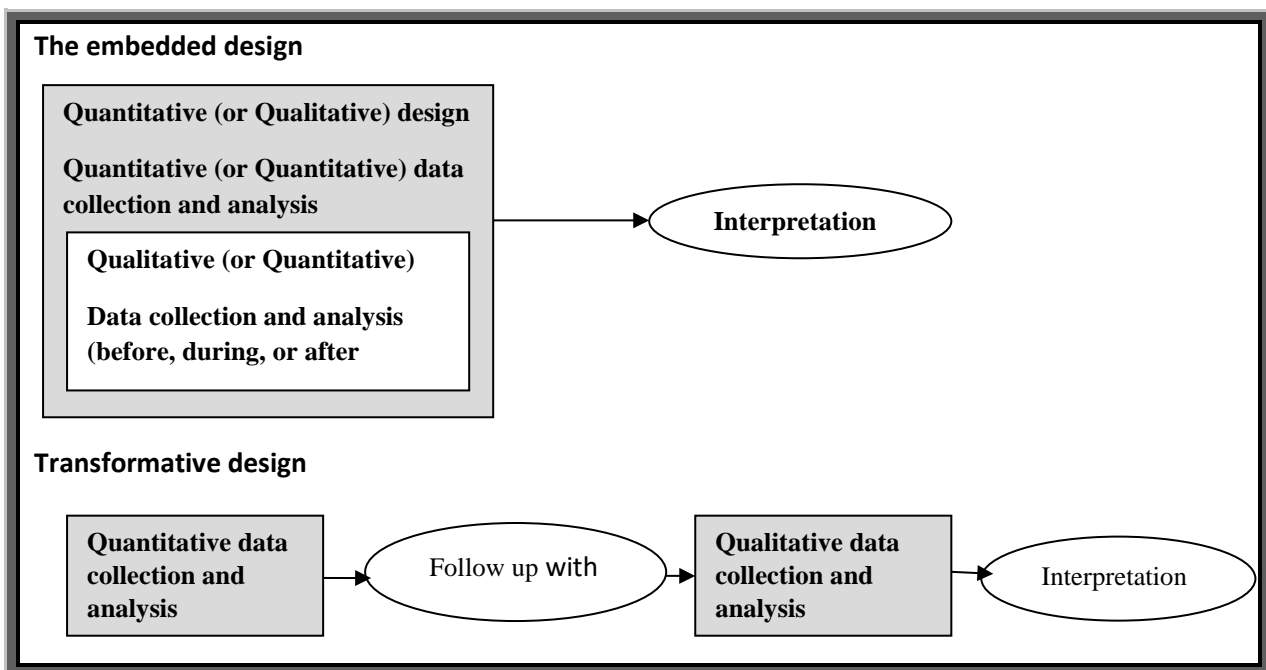 The embedded design
Quantitative (or Qualitative) design
Quantitative (or Quantitative) data
collection and analysis
Interpretation
Qualitative (or Quantitative)
Data collection and analysis
(before, during, or after
Transformative design
Quantitative data
collection and
analysis
Follow up with
Qualitative data
collection and
analysis
Interpretation